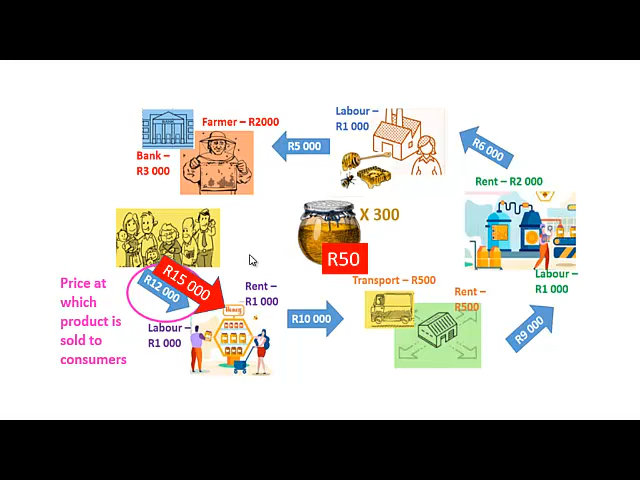 Labour –
R1 000
Farmer – R2000
R5 000
R6 000
Bank –
R3 000
Rent – R2 000
X 300
R50
R15 000
R12 000
Price at
which
product is
sold to
consumers
Rent –
R1 000
Honey
Labour –
R1 000
R10 000
Transport – R500
Rent –
R500
Labour –
R1 000
R9 000